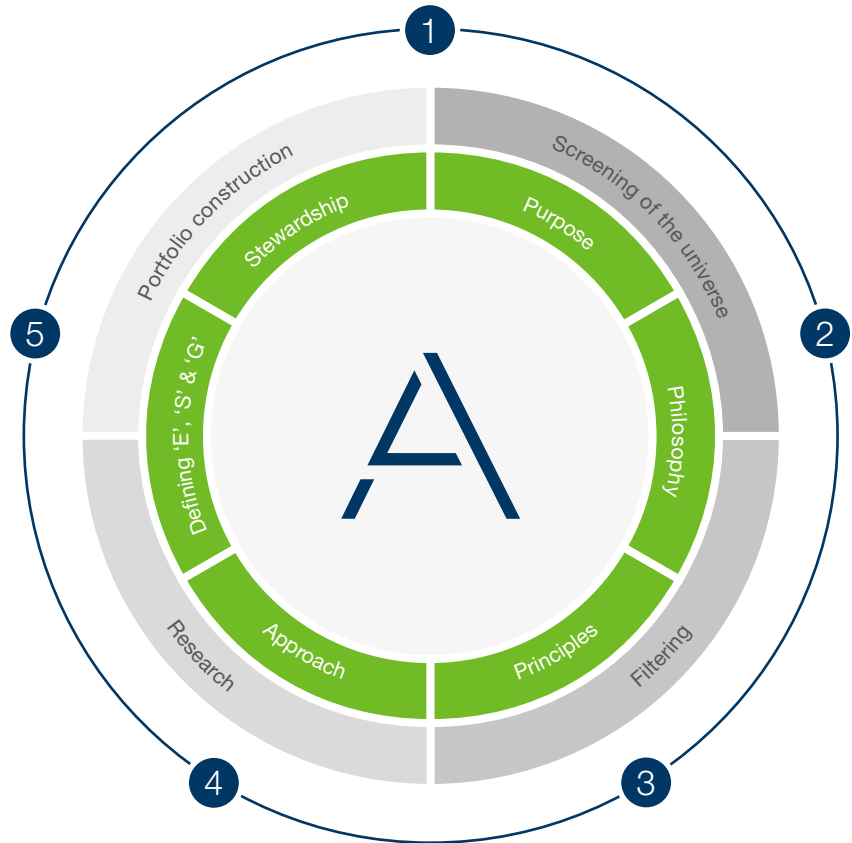 1
Screening of the universe
2
Filtering
3
Research
4
Portfolio construction
5
Purpose
Philosophy
Principles
Approach
Defining ‘E’, ‘S’ & ‘G’
Stewardship